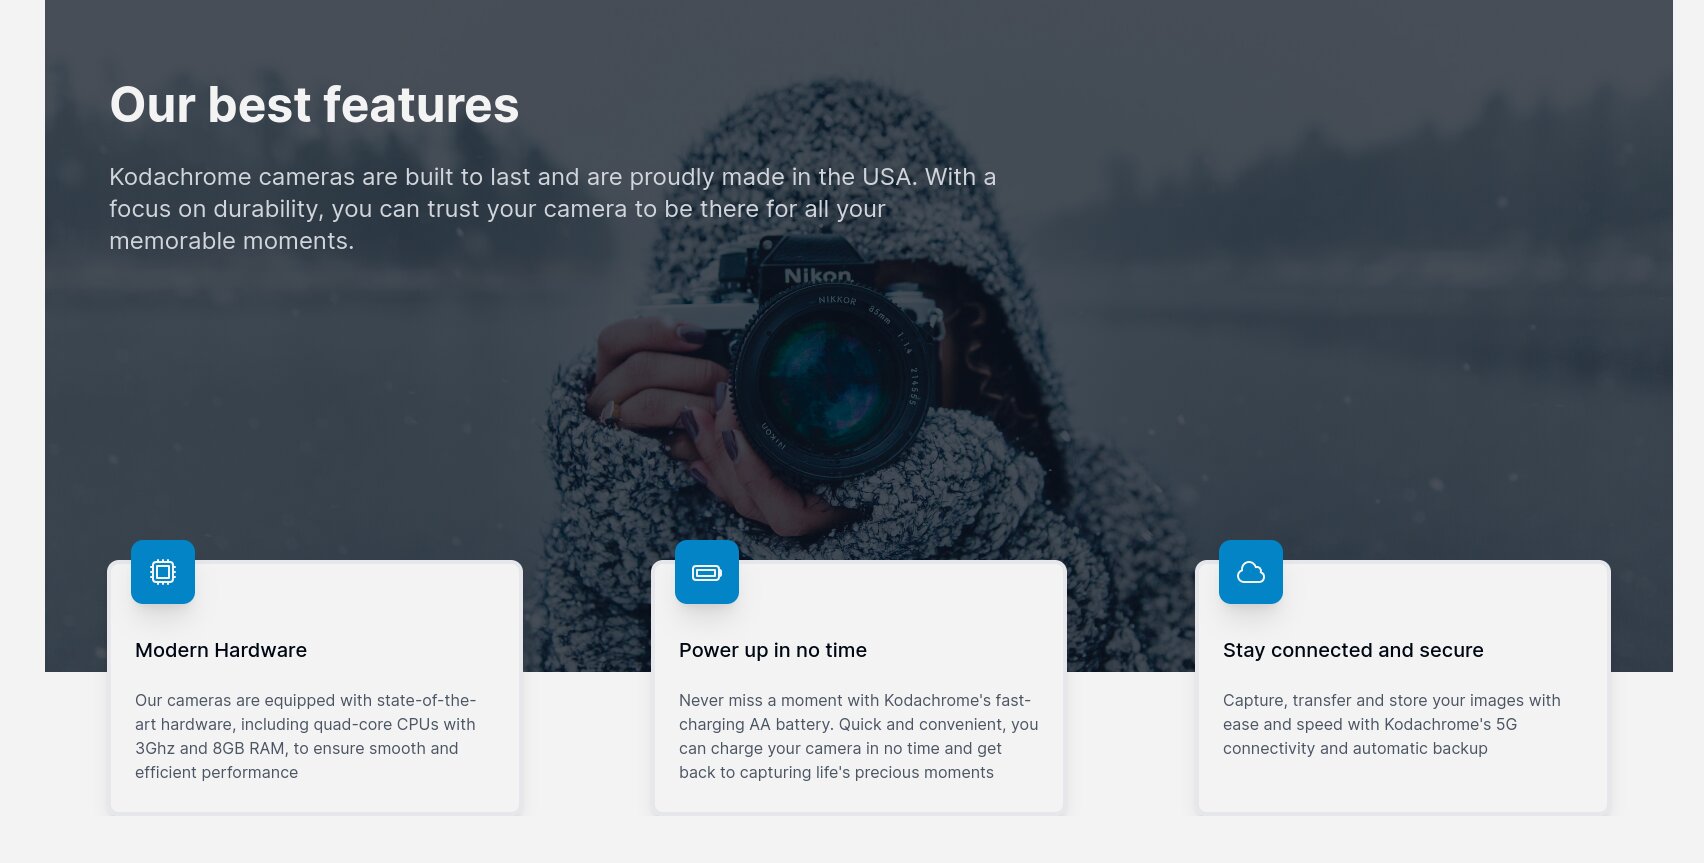 Our best features
Kodachrome cameras are built to last and are proudly made in the USA. With a
focus on durability, you can trust your camera to be there for all your
memorable moments.
Nikon
NIKKOR 35mm 1:1.4 214555
Nikon
Modern Hardware
Our cameras are equipped with state-of-the-
art hardware, including quad-core CPUs with
3Ghz and 8GB RAM, to ensure smooth and
efficient performance
Power up in no time
Never miss a moment with Kodachrome's fast-
charging AA battery. Quick and convenient, you
can charge your camera in no time and get
back to capturing life's precious moments
Stay connected and secure
Capture, transfer and store your images with
ease and speed with Kodachrome's 5G
connectivity and automatic backup